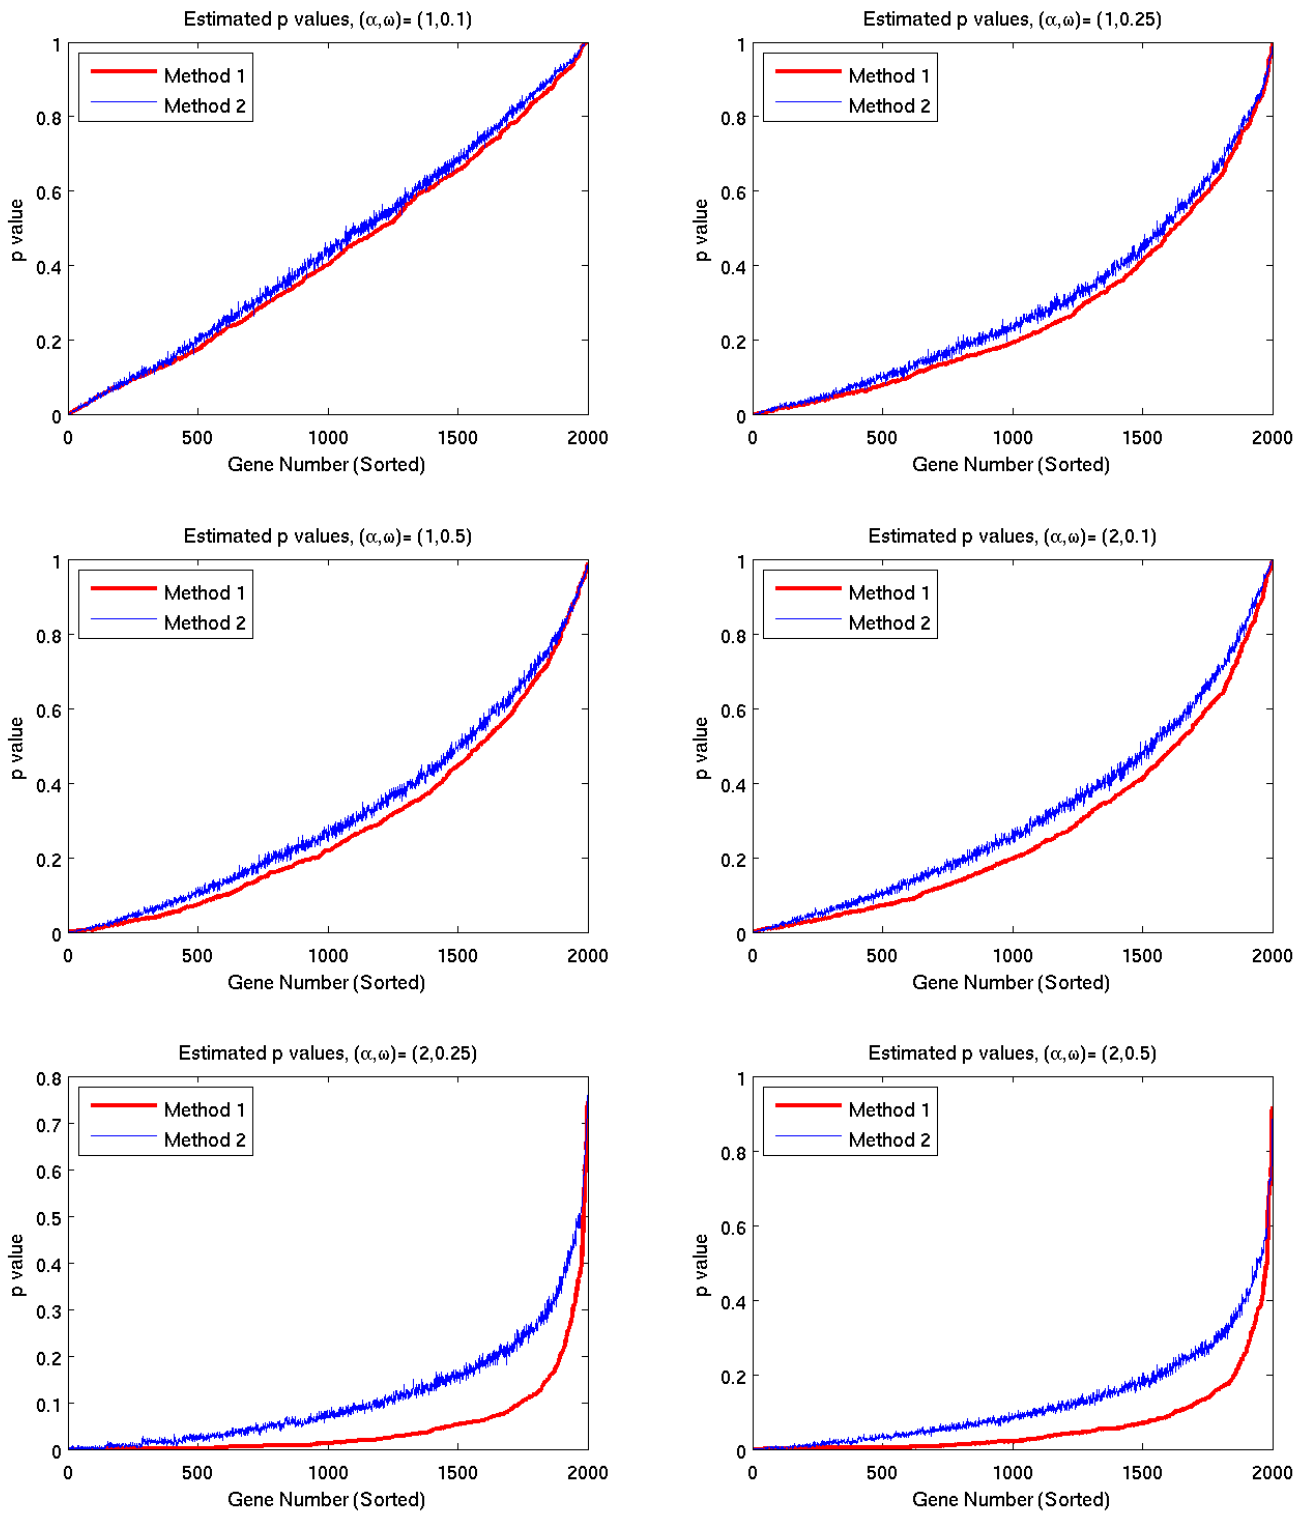 Estimated p values, (α,ω)= (1,0.1)
1
0.8
0.6
0.4
0.2
0
p value
Method 1
Method 2
0 500 1000 1500 2000
Gene Number (Sorted)
Estimated p values, (α,ω)= (1,0.25)
1
0.8
0.6
0.4
0.2
0
p value
Method 1
Method 2
0 500 1000 1500 2000
Gene Number (Sorted)
Estimated p values, (α,ω)= (1,0.5)
1
0.8
0.6
0.4
0.2
0
p value
Method 1
Method 2
0 500 1000 1500 2000
Gene Number (Sorted)
Estimated p values, (α,ω)= (2,0.1)
1
0.8
0.6
0.4
0.2
0
p value
Method 1
Method 2
0 500 1000 1500 2000
Gene Number (Sorted)
Estimated p values, (α,ω)= (2,0.25)
0.8
0.7
0.6
0.5
0.4
0.3
0.2
0.1
0
p value
Method 1
Method 2
0 500 1000 1500 2000
Gene Number (Sorted)
Estimated p values, (α,ω)= (2,0.5)
1
0.8
0.6
0.4
0.2
0
p value
Method 1
Method 2
0 500 1000 1500 2000
Gene Number (Sorted)